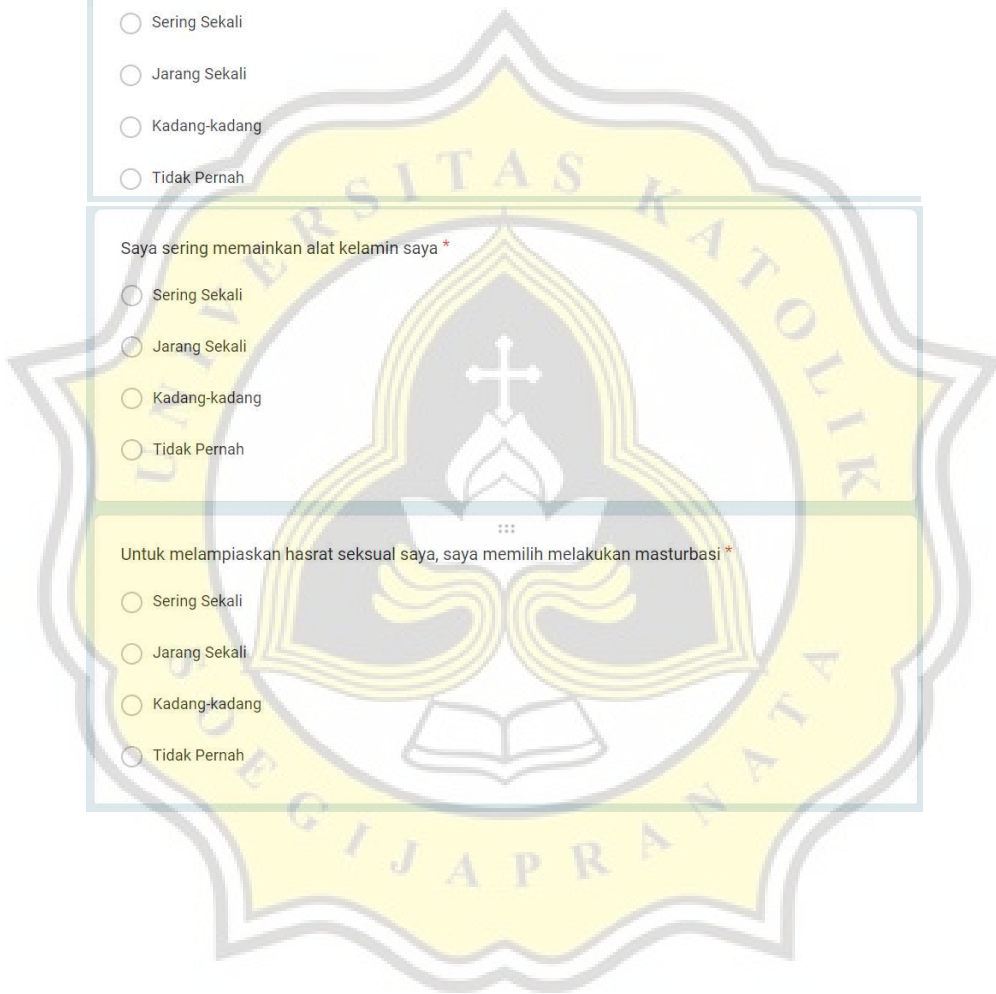 Sering Sekali
Jarang Sekali
Kadang-kadang
Tidak Pernah
Saya sering memainkan alat kelamin saya *
Sering Sekali
Jarang Sekali
Kadang-kadang
Tidak Pernah
Untuk melampiaskan hasrat seksual saya, saya memilih melakukan masturbasi *
Sering Sekali
Jarang Sekali
Kadang-kadang
Tidak Pernah
UNIVERSITAS KATOLIK
SOEGIJAPRANATA